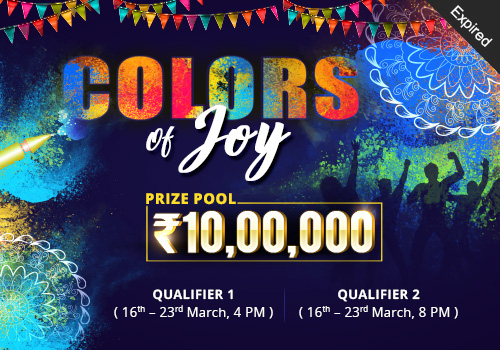 Expired
COLORS
Of Joy
PRIZE POOL
₹10,00,000
QUALIFIER 1
( 16th – 23rd March, 4 PM )
QUALIFIER 2
( 16th – 23rd March, 8 PM )